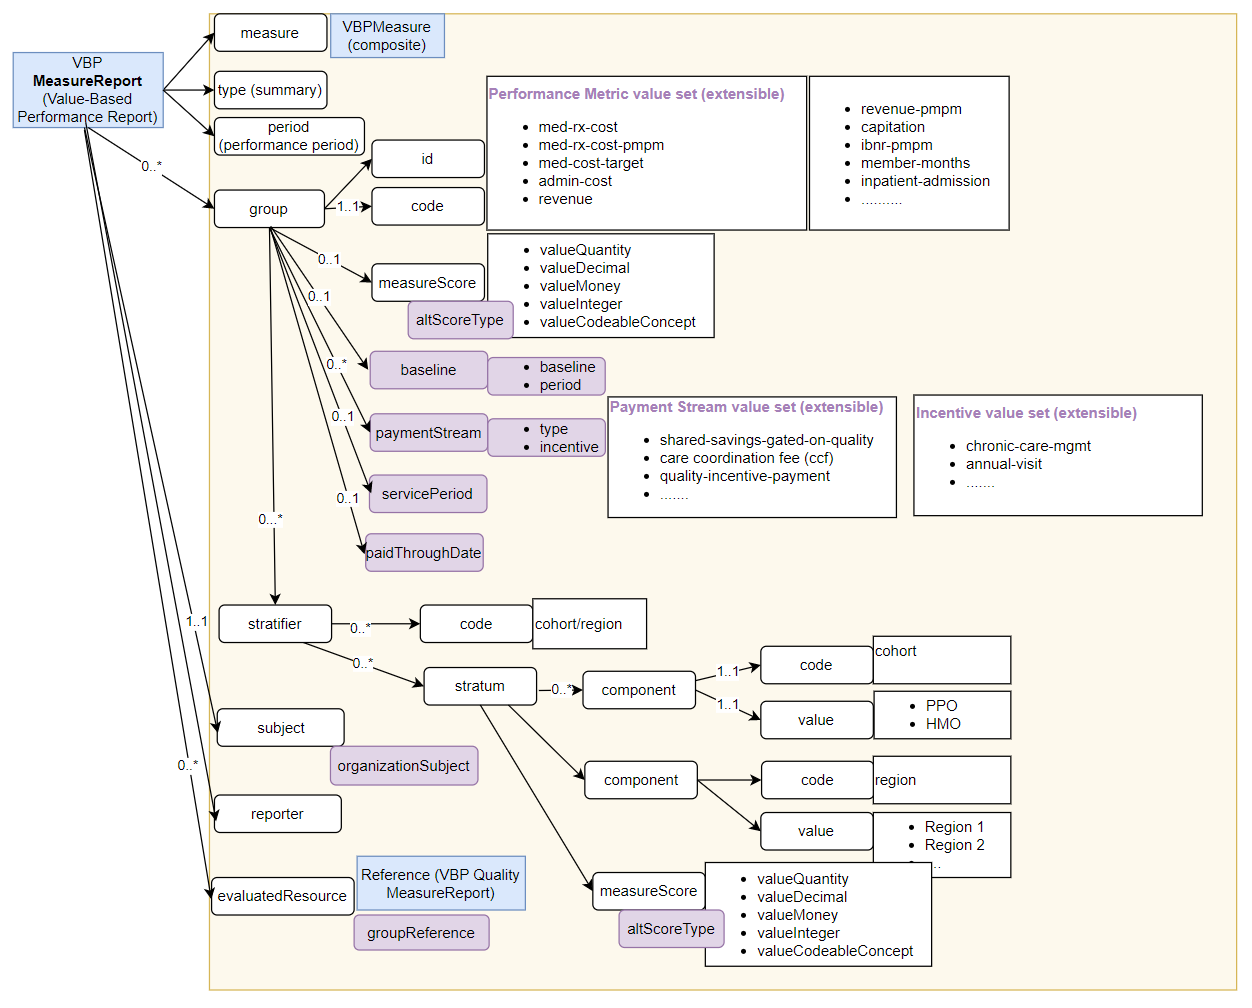 VBP
MeasureReport
(Value-Based
Performance Report)
measure
VBPMeasure
(composite)
type (summary)
period
(performance period)
0..*
group
id
1..1
code
Performance Metric value set (extensible)
med-rx-cost
med-rx-cost-pmpm
med-cost-target
admin-cost
revenue
revenue-pmpm
capitation
ibnr-pmpm
member-months
inpatient-admission
..........
0..1
measureScore
altScoreType
valueQuantity
valueDecimal
valueMoney
valueInteger
valueCodeableConcept
0..1
baseline
baseline
period
0..*
paymentStream
type
incentive
Payment Stream value set (extensible)
shared-savings-gated-on-quality
care coordination fee (ccf)
quality-incentive-payment
.......
Incentive value set (extensible)
chronic-care-mgmt
annual-visit
.......
0..1
servicePeriod
0..1
paidThroughDate
0...*
stratifier
0..*
code
cohort/region
0..*
stratum
0..*
component
1..1
code
cohort
1..1
value
PPO
HMO
component
code
region
value
Region 1
Region 2
...
measureScore
altScoreType
valueQuantity
valueDecimal
valueMoney
valueInteger
valueCodeableConcept
1..1
subject
organizationSubject
0..*
reporter
evaluatedResource
Reference (VBP Quality
MeasureReport)
groupReference